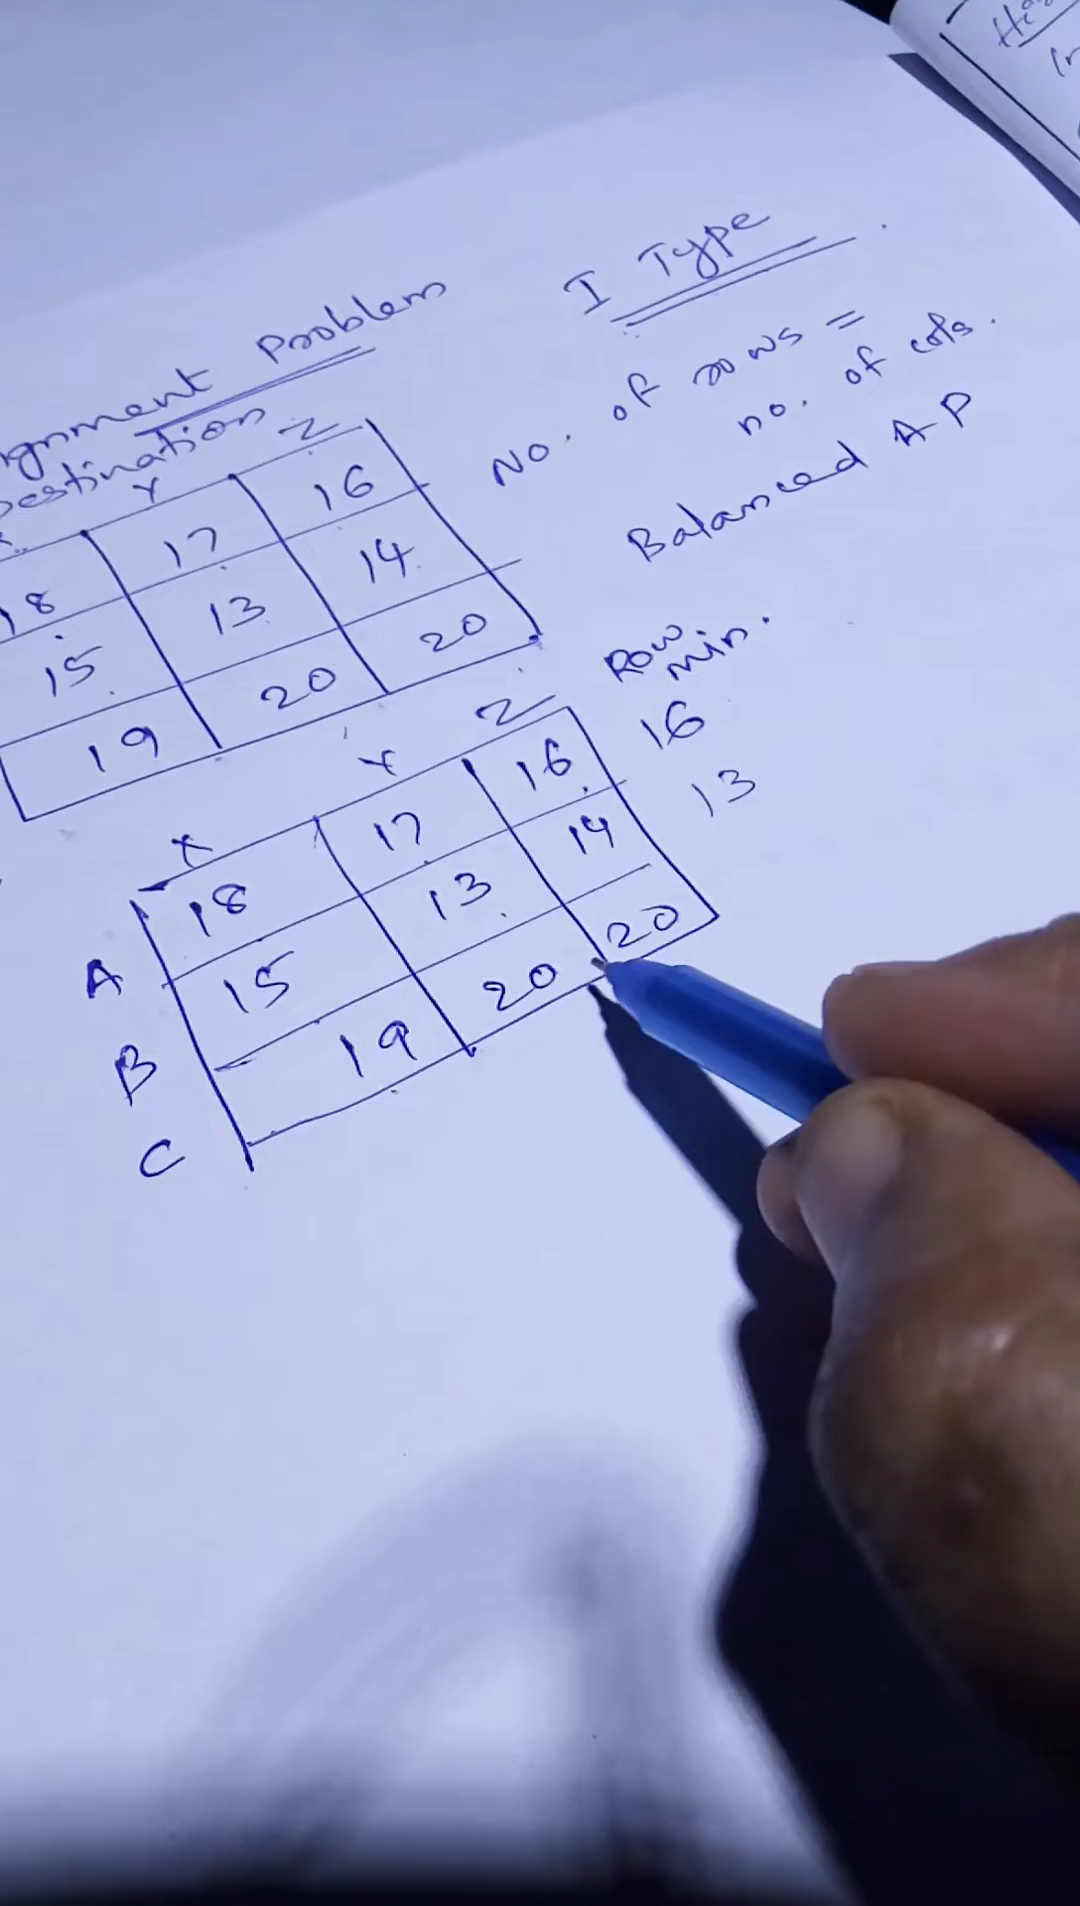 Problem
I Type
Destination
Y Z
No. of rows =
no. of cols.
Balanced A P
18 17 16
15 13 14
19 20 20
Row
min.
X Y Z
A 18 17 16 16
B 15 13 14 13
C 19 20 20